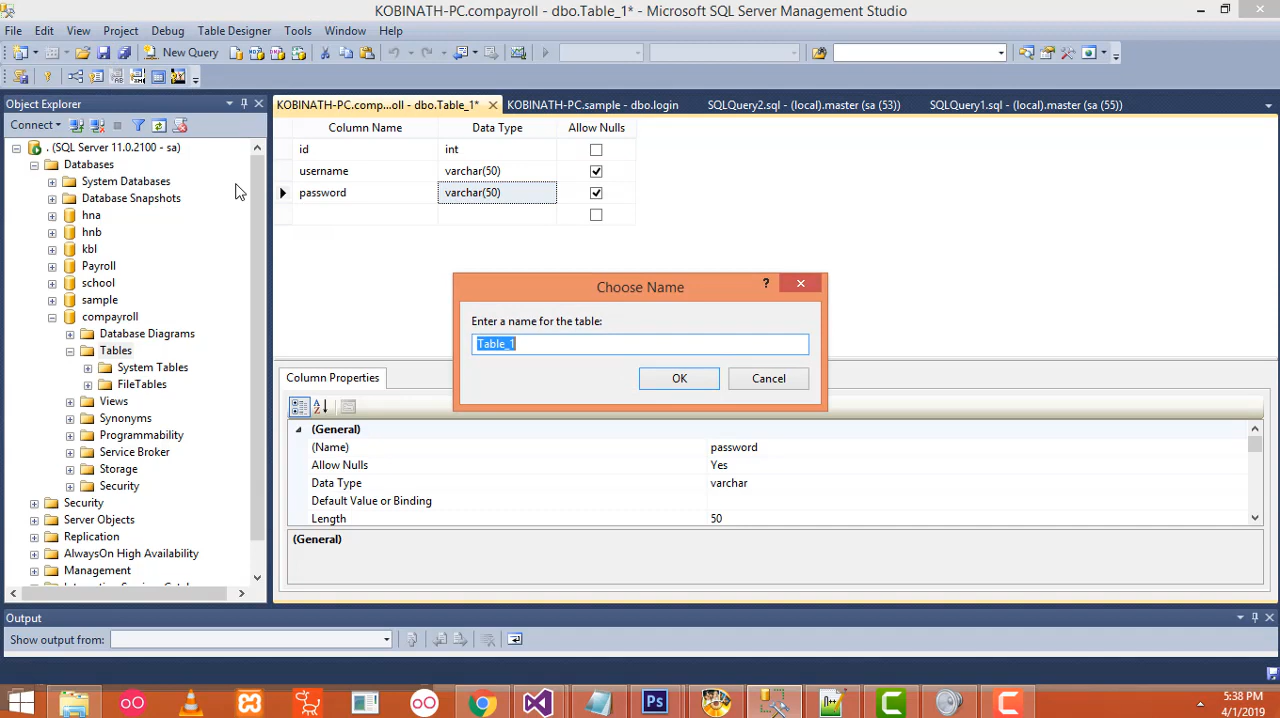 KOBINATH-PC.compayroll - dbo.Table_1* - Microsoft SQL Server Management Studio
File Edit View Project Debug Table Designer Tools Window Help
New Query
Object Explorer
KOBINATH-PC.comp...oll - dbo.Table_1* KOBINATH-PC.sample - dbo.login SQLQuery2.sql - (local).master (sa (53)) SQLQuery1.sql - (local).master (sa (55))
Connect
Column Name Data Type Allow Nulls
id int
username varchar(50)
password varchar(50)
. (SQL Server 11.0.2100 - sa)
Databases
System Databases
Database Snapshots
hna
hnb
kbl
Payroll
school
sample
compayroll
Database Diagrams
Tables
System Tables
FileTables
Views
Synonyms
Programmability
Service Broker
Storage
Security
Security
Server Objects
Replication
AlwaysOn High Availability
Management
Choose Name
?
Enter a name for the table:
Table_1
OK Cancel
Column Properties
(General)
(Name) password
Allow Nulls Yes
Data Type varchar
Default Value or Binding
Length 50
(General)
Output
Show output from:
Ps
5:38 PM
4/1/2019